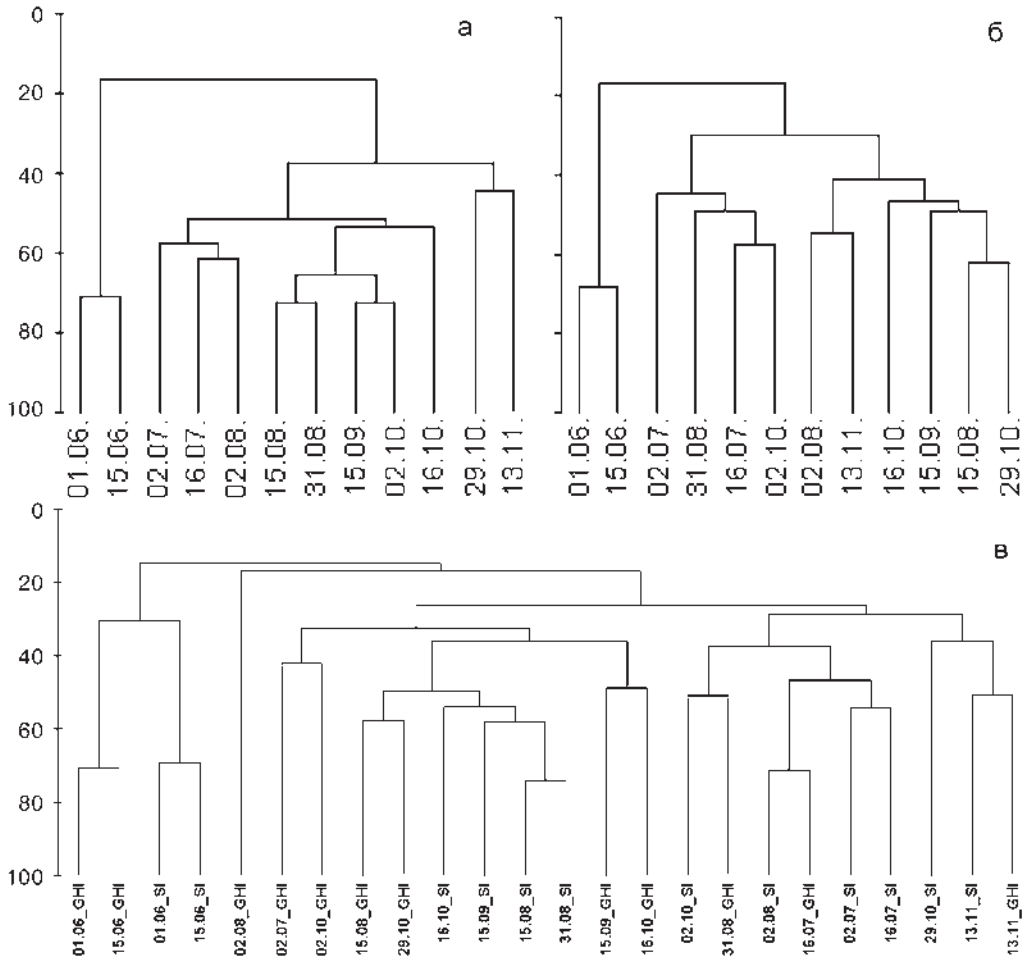 а
б
0
20
40
60
80
100
01.06.
15.06.
02.07.
16.07.
02.08.
15.08.
31.08.
15.09.
02.10.
16.10.
29.10.
13.11.
01.06
15.06
02.07.
31.08.
16.07.
02.10.
02.08
13.11.
16.10.
15.09.
15.08.
29.10.
в
0
20
40
60
80
100
01.06_GHI
15.06_GHI
01.06_SI
15.06_SI
02.08_GHI
02.07_GHI
02.10_GHI
15.08_GHI
29.10_GHI
16.10_SI
15.09_SI
15.08_SI
31.08_SI
15.09_GHI
16.10_GHI
02.10_SI
31.08_GHI
02.08_SI
16.07_GHI
02.07_SI
16.07_SI
29.10_SI
13.11_SI
13.11_GHI